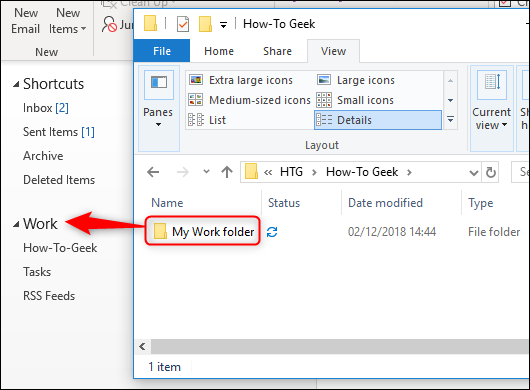 New Email
New Items
Clean Up
Jun
New
Shortcuts
Inbox [2]
Sent Items [1]
Archive
Deleted Items
Work
How-To-Geek
Tasks
RSS Feeds
How-To Geek
File
Home
Share
View
Panes
Extra large icons
Large icons
Medium-sized icons
Small icons
List
Details
Layout
Current view
« HTG > How-To Geek >
Name
Status
Date modified
Type
My Work folder
02/12/2018 14:44
File folder
1 item